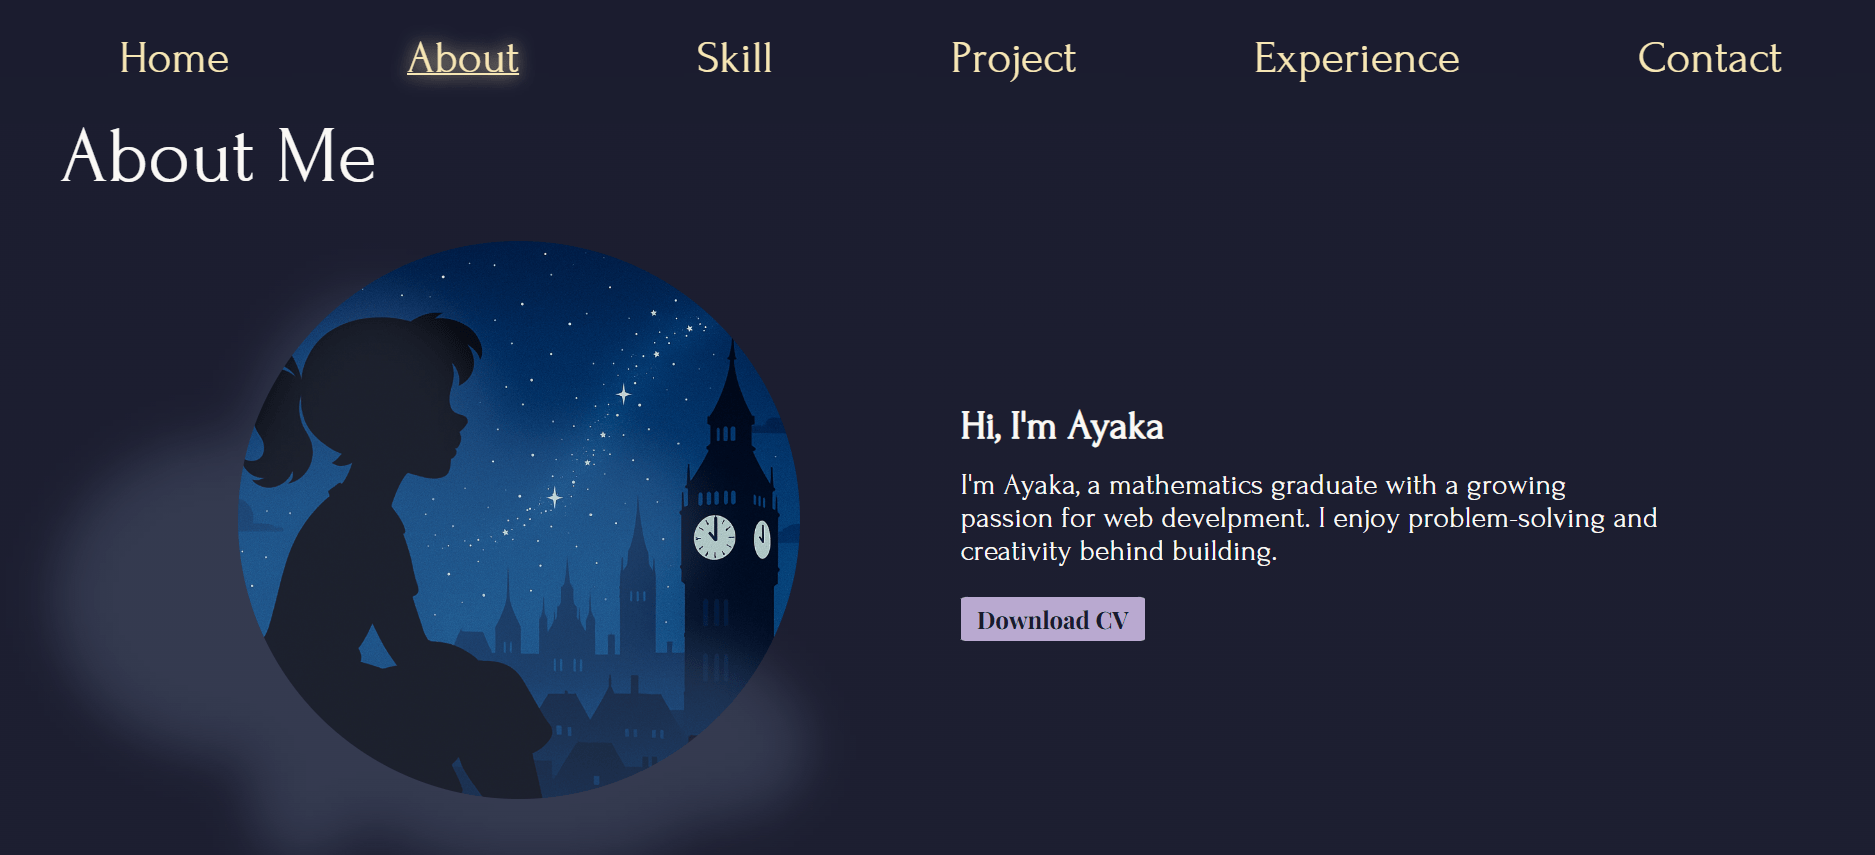 Home About Skill Project Experience Contact
About Me
Hi, I'm Ayaka
I'm Ayaka, a mathematics graduate with a growing
passion for web develpment. I enjoy problem-solving and
creativity behind building.
Download CV